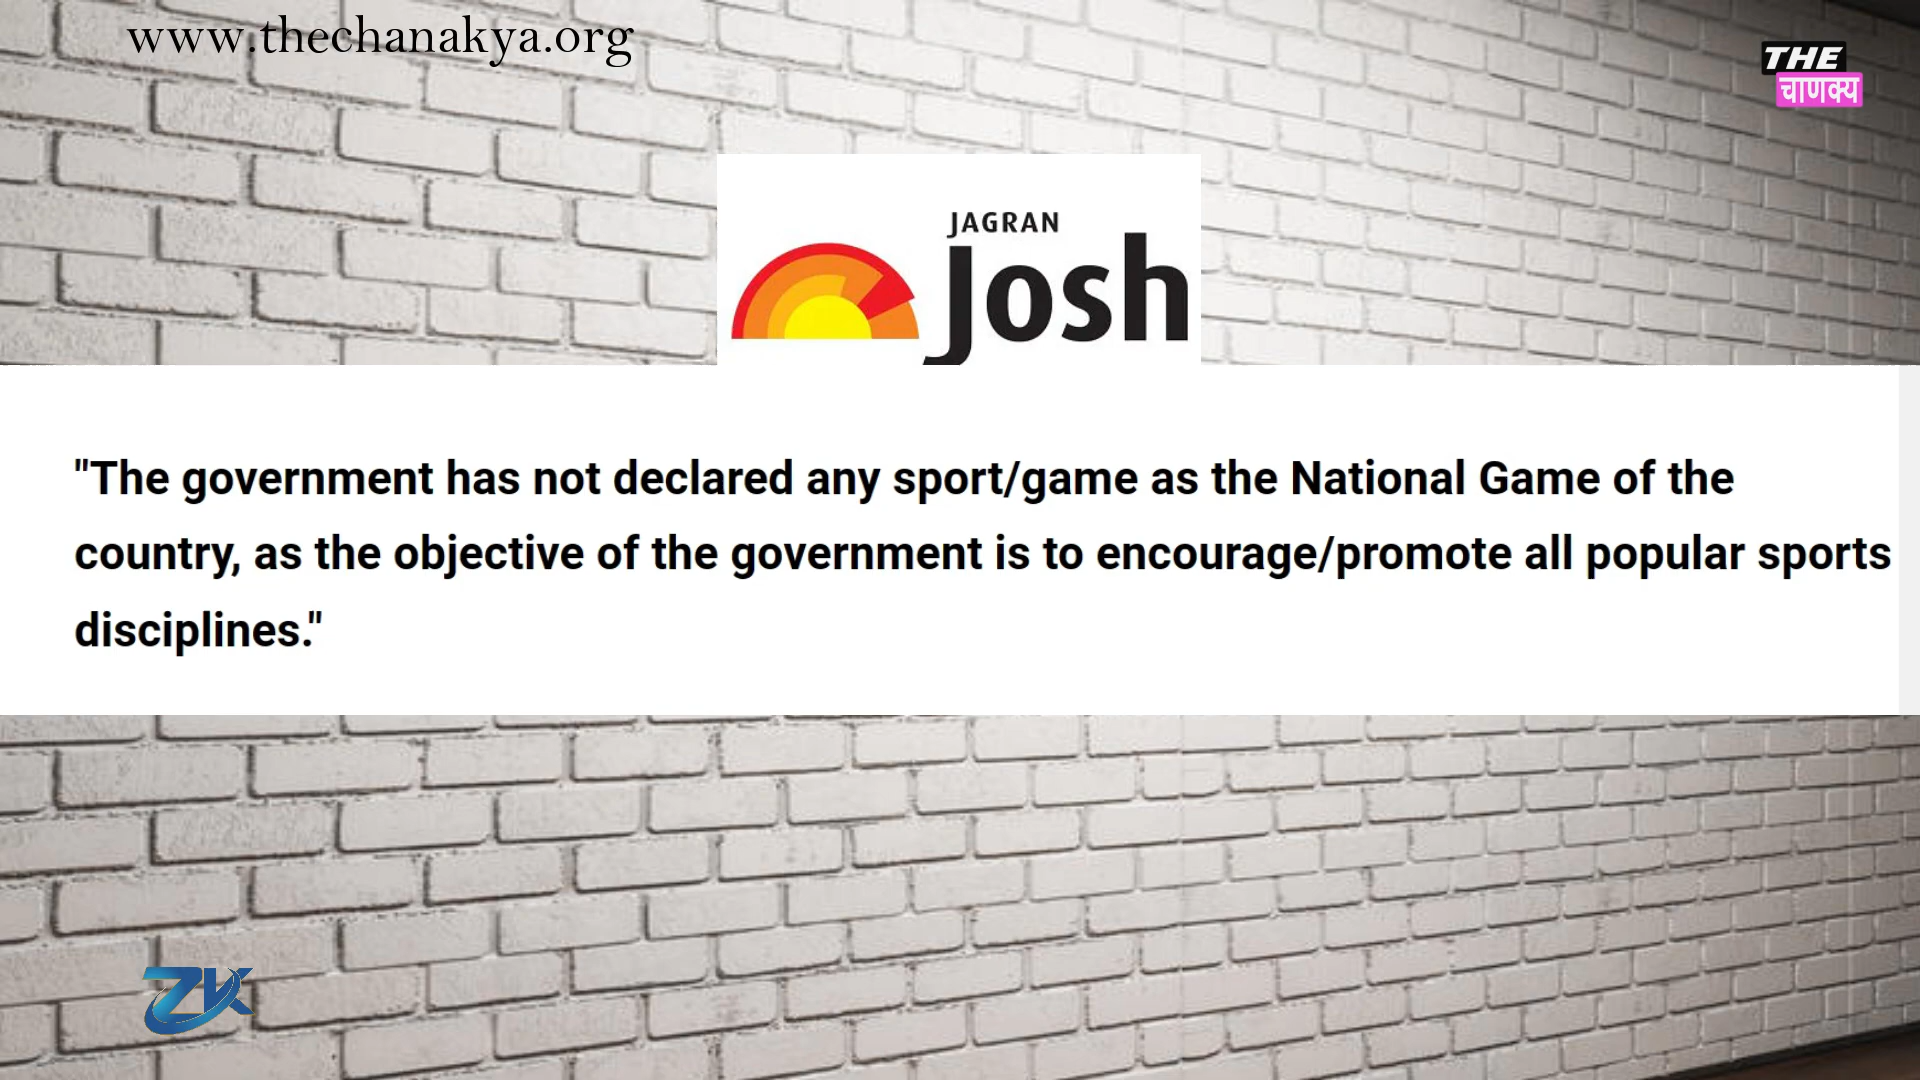 www.thechanakya.org
THE
चाणक्य
JAGRAN
Josh
"The government has not declared any sport/game as the National Game of the
country, as the objective of the government is to encourage/promote all popular sports
disciplines."
ZK